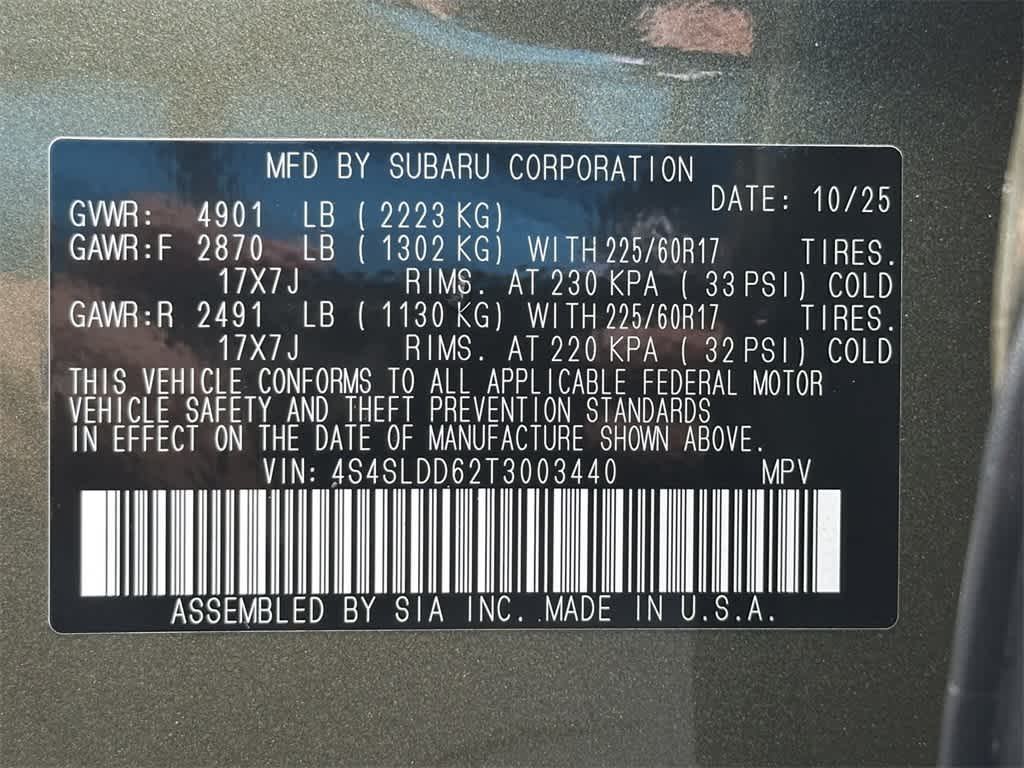 MFD BY SUBARU CORPORATION
DATE: 10/25
GVWR: 4901 LB ( 2223 KG)
GAWR:F 2870 LB ( 1302 KG) WITH 225/60R17 TIRES.
17X7J RIMS. AT 230 KPA ( 33 PSI) COLD
GAWR:R 2491 LB ( 1130 KG) WITH 225/60R17 TIRES.
17X7J RIMS. AT 220 KPA ( 32 PSI) COLD
THIS VEHICLE CONFORMS TO ALL APPLICABLE FEDERAL MOTOR
VEHICLE SAFETY AND THEFT PREVENTION STANDARDS
IN EFFECT ON THE DATE OF MANUFACTURE SHOWN ABOVE.
VIN: 4S4SLDD62T3003440 MPV
ASSEMBLED BY SIA INC. MADE IN U.S.A.